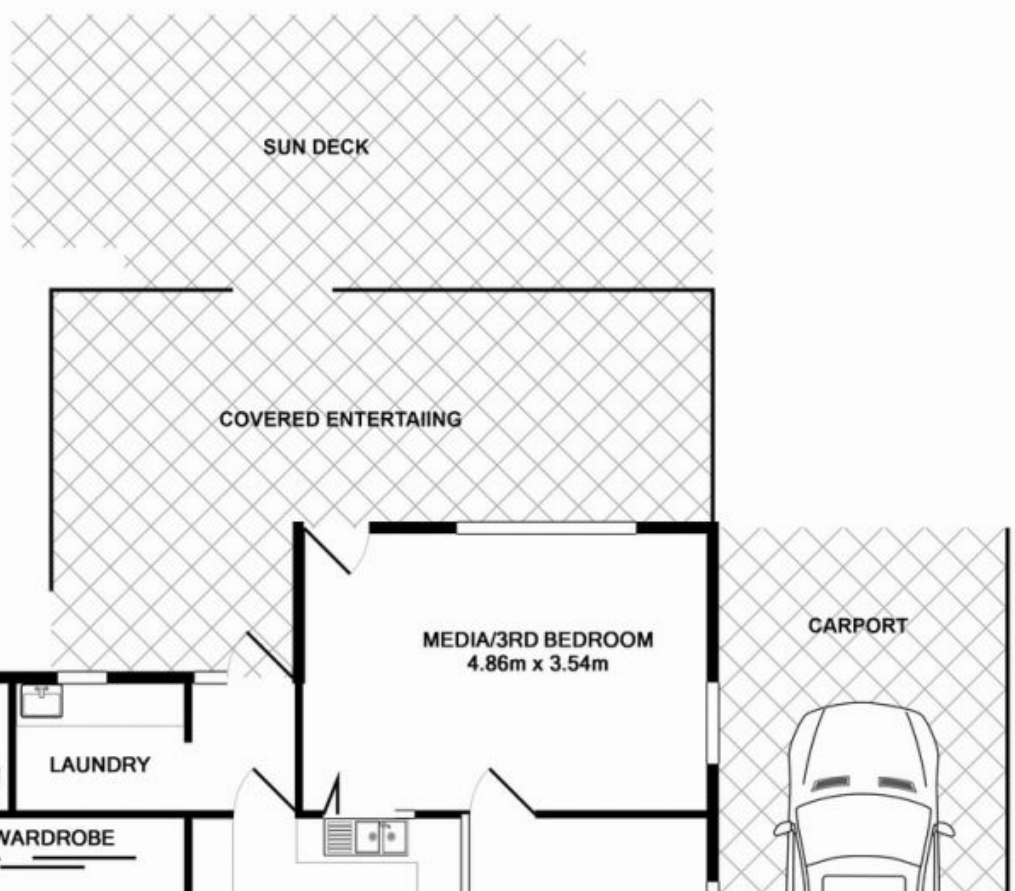 SUN DECK
COVERED ENTERTAIING
MEDIA/3RD BEDROOM
4.86m x 3.54m
CARPORT
LAUNDRY
WARDROBE